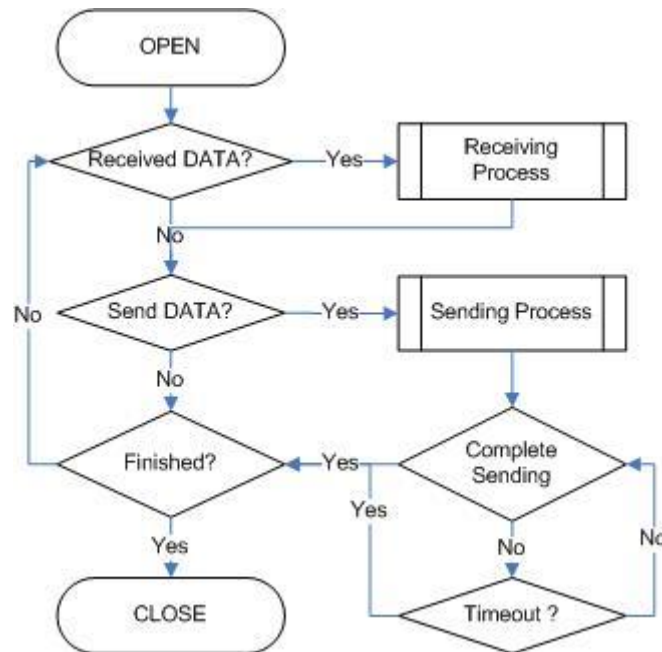 OPEN
Received DATA?
Yes
Receiving
Process
No
Send DATA?
Yes
Sending Process
No
No
Finished?
Yes
Complete
Sending
Yes
Yes
No
No
CLOSE
Timeout ?